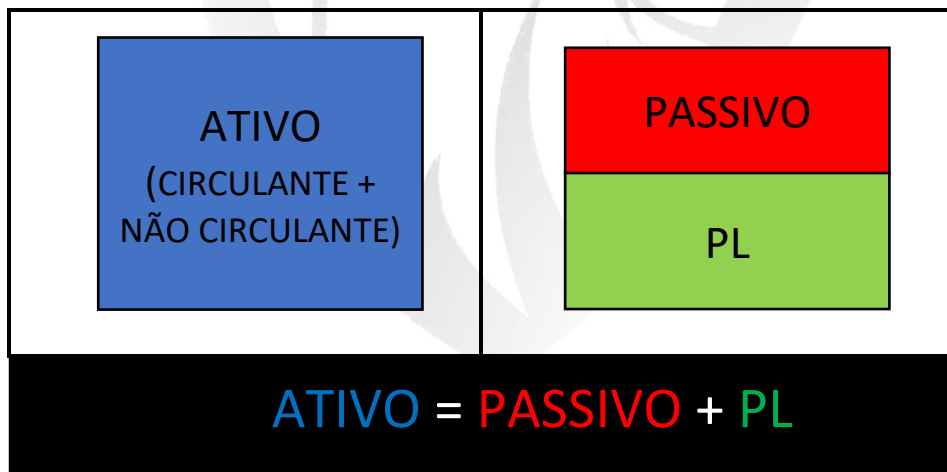 ATIVO
(CIRCULANTE +
NÃO CIRCULANTE)
PASSIVO
PL
ATIVO = PASSIVO + PL